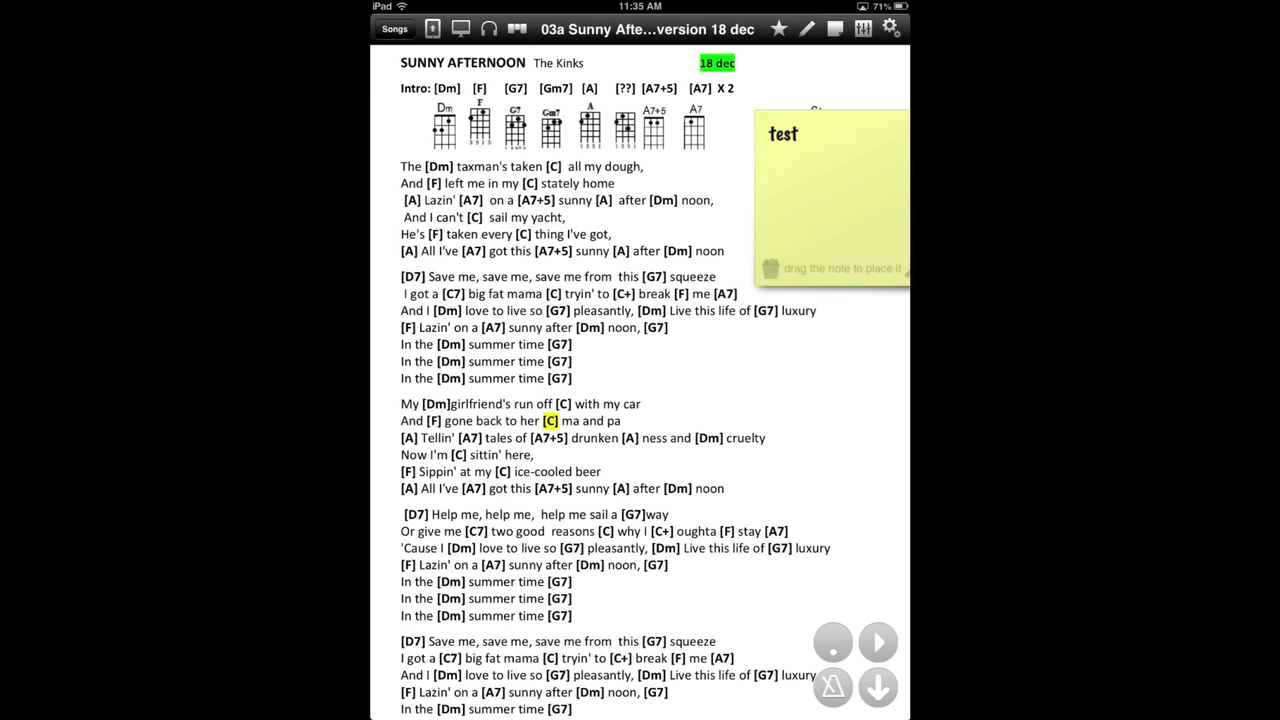 iPad 11:35 AM 71%
Songs 03a Sunny Afte...version 18 dec
SUNNY AFTERNOON The Kinks 18 dec
Intro: [Dm] [F] [G7] [Gm7] [A] [??] [A7+5] [A7] X 2
Dm F G7 Gm7 A A7+5 A7
test
The [Dm] taxman's taken [C] all my dough,
And [F] left me in my [C] stately home
[A] Lazin' [A7] on a [A7+5] sunny [A] after [Dm] noon,
And I can't [C] sail my yacht,
He's [F] taken every [C] thing I've got,
[A] All I've [A7] got this [A7+5] sunny [A] after [Dm] noon
drag the note to place it
[D7] Save me, save me, save me from this [G7] squeeze
I got a [C7] big fat mama [C] tryin' to [C+] break [F] me [A7]
And I [Dm] love to live so [G7] pleasantly, [Dm] Live this life of [G7] luxury
[F] Lazin' on a [A7] sunny after [Dm] noon, [G7]
In the [Dm] summer time [G7]
In the [Dm] summer time [G7]
In the [Dm] summer time [G7]
My [Dm]girlfriend's run off [C] with my car
And [F] gone back to her [C] ma and pa
[A] Tellin' [A7] tales of [A7+5] drunken [A] ness and [Dm] cruelty
Now I'm [C] sittin' here,
[F] Sippin' at my [C] ice-cooled beer
[A] All I've [A7] got this [A7+5] sunny [A] after [Dm] noon
[D7] Help me, help me, help me sail a [G7]way
Or give me [C7] two good reasons [C] why I [C+] oughta [F] stay [A7]
'Cause I [Dm] love to live so [G7] pleasantly, [Dm] Live this life of [G7] luxury
[F] Lazin' on a [A7] sunny after [Dm] noon, [G7]
In the [Dm] summer time [G7]
In the [Dm] summer time [G7]
In the [Dm] summer time [G7]
[D7] Save me, save me, save me from this [G7] squeeze
I got a [C7] big fat mama [C] tryin' to [C+] break [F] me [A7]
And I [Dm] love to live so [G7] pleasantly, [Dm] Live this life of [G7] luxury
[F] Lazin' on a [A7] sunny after [Dm] noon, [G7]
In the [Dm] summer time [G7]